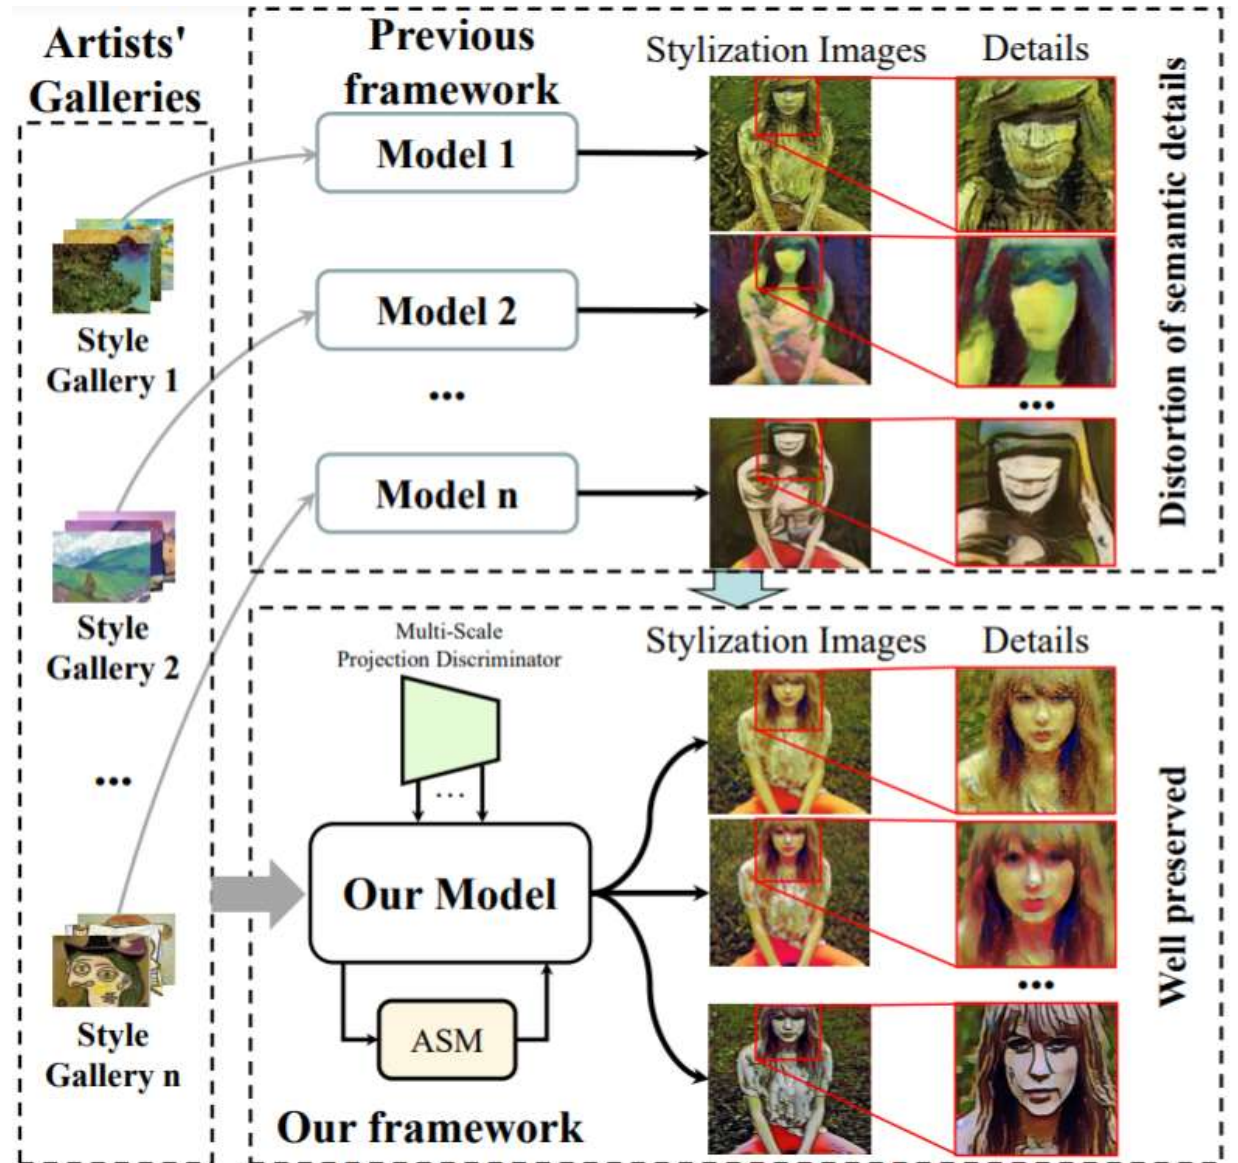 Artists'
Galleries
Style
Gallery 1
Style
Gallery 2
...
Style
Gallery n
Previous
framework
Model 1
Model 2
...
Model n
Stylization Images
Details
...
Distortion of semantic details
Multi-Scale
Projection Discriminator
...
Our Model
ASM
Our framework
Stylization Images
Details
...
Well preserved